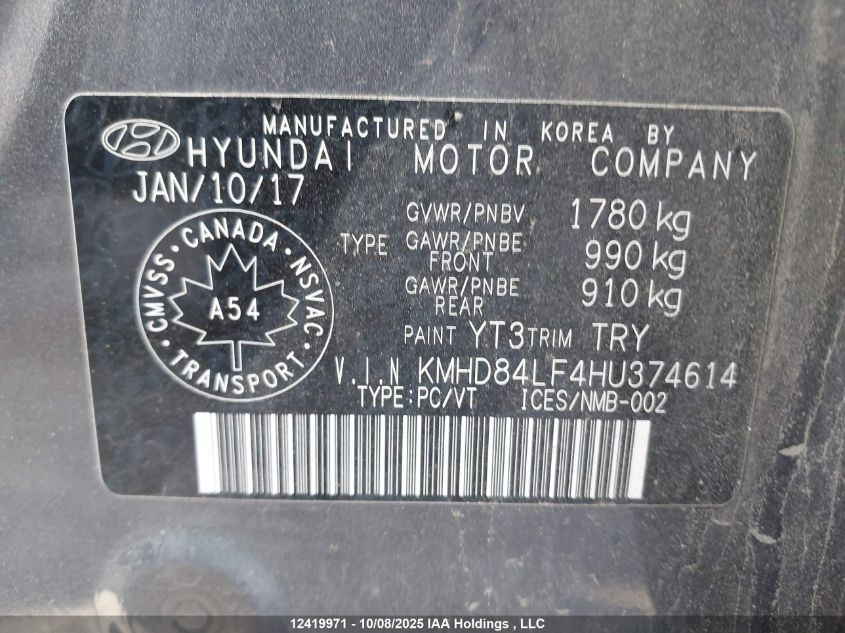 MANUFACTURED IN KOREA BY
HYUNDAI MOTOR COMPANY
JAN/10/17
GVWR/PNBV 1780 kg
TYPE GAWR/PNBE FRONT 990 kg
GAWR/PNBE REAR 910 kg
PAINT YT3 TRIM TRY
V.I.N KMHD84LF4HU374614
TYPE:PC/VT ICES/NMB-002
CANADA · NSVAC · TRANSPORT · CMVSS ·
A54
12419971 - 10/08/2025 IAA Holdings , LLC